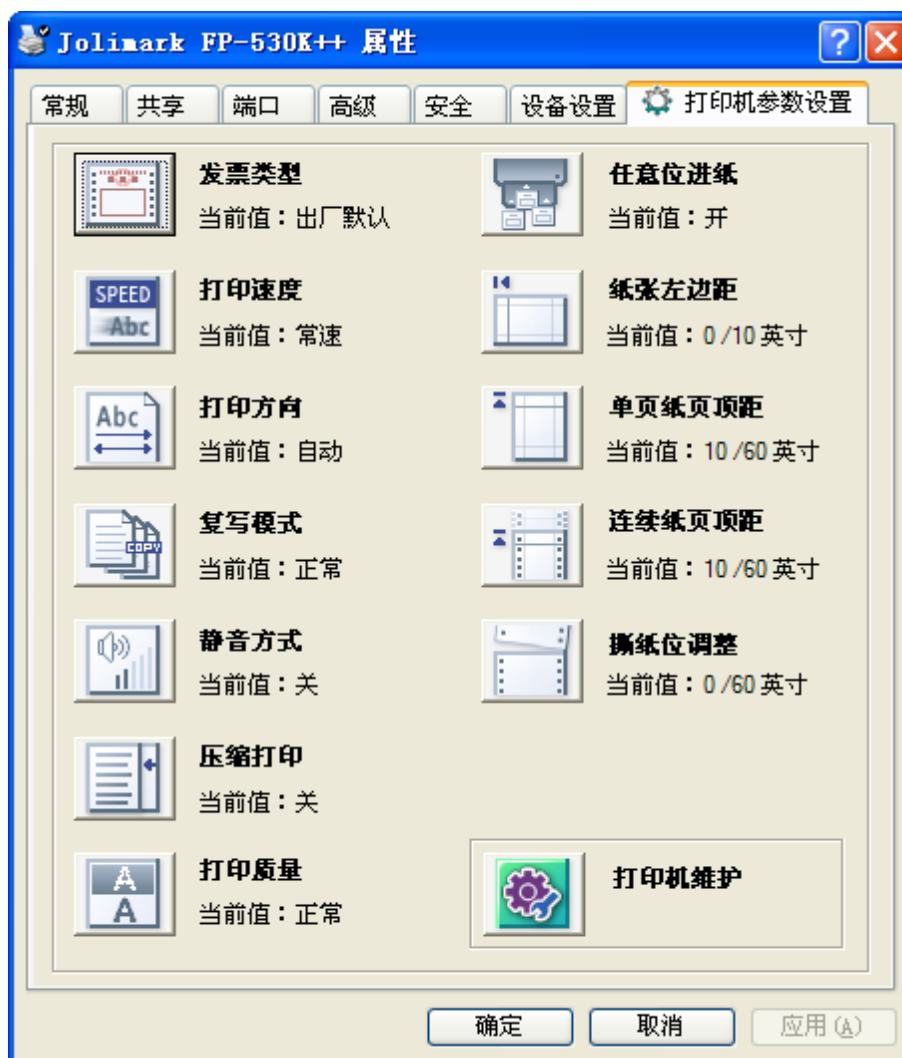 Jolimark FP-530K++ 属性
常规 共享 端口 高级 安全 设备设置 打印机参数设置
发票类型
当前值：出厂默认
SPEED
Abc
打印速度
当前值：常速
Abc
打印方向
当前值：自动
COPY
复写模式
当前值：正常
静音方式
当前值：关
压缩打印
当前值：关
A
A
打印质量
当前值：正常
任意位进纸
当前值：开
纸张左边距
当前值：0 /10 英寸
单页纸页顶距
当前值：10 /60 英寸
连续纸页顶距
当前值：10 /60 英寸
撕纸位调整
当前值：0 /60 英寸
打印机维护
确定 取消 应用(A)